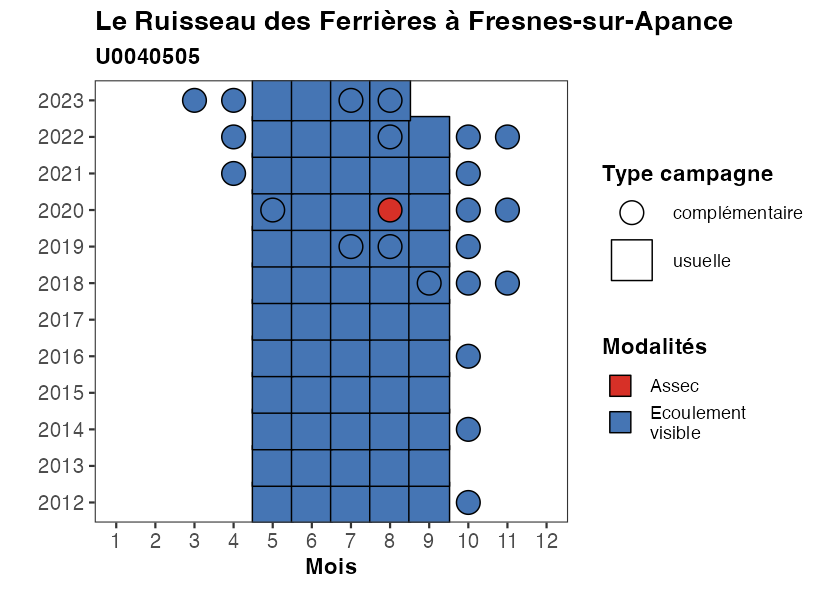 Le Ruisseau des Ferrières à Fresnes-sur-Apance
U0040505
2023
2022
2021
2020
2019
2018
2017
2016
2015
2014
2013
2012
1 2 3 4 5 6 7 8 9 10 11 12
Mois
Type campagne
complémentaire
usuelle
Modalités
Assec
Ecoulement
visible